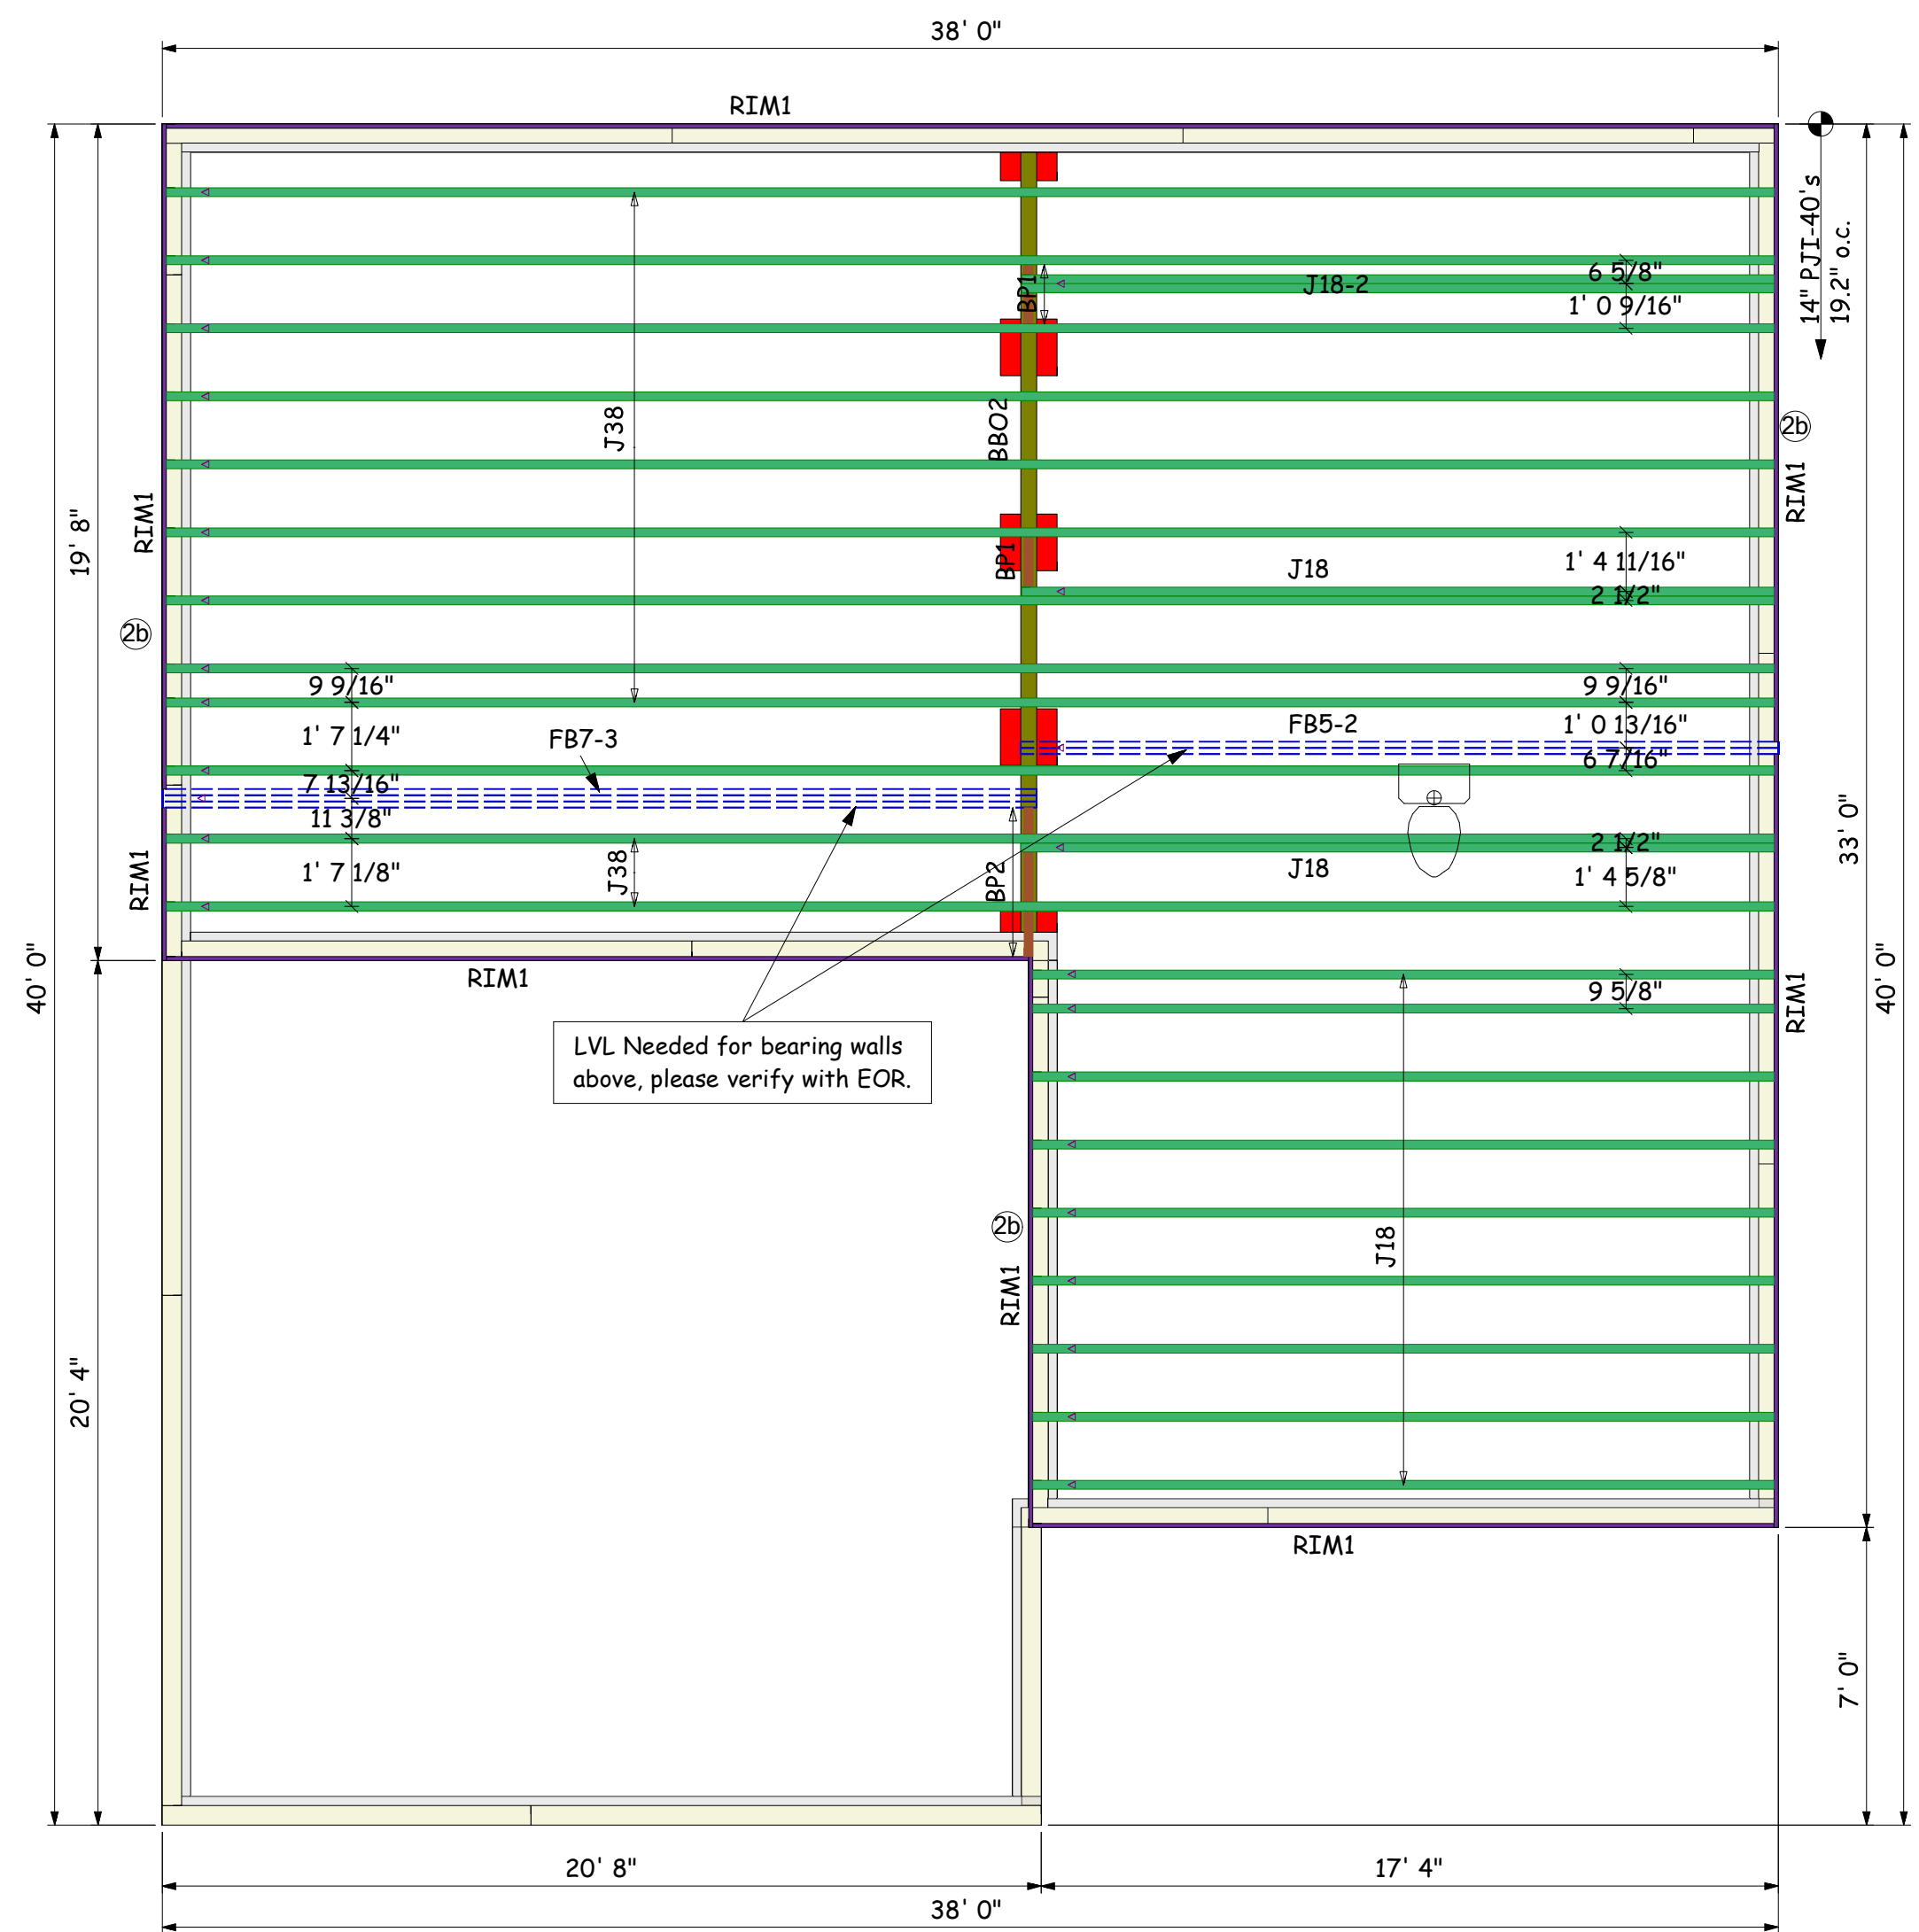 38' 0"
RIM1
14" PJI-40's
19.2" o.c.
6 5/8"
BP1
J18-2
1' 0 9/16"
J38
BBO2
2b
RIM1
RIM1
19' 8"
BP1
J18
1' 4 11/16"
2 1/2"
2b
9 9/16"
9 9/16"
FB5-2
1' 0 13/16"
1' 7 1/4"
FB7-3
6 7/16"
7 13/16"
11 3/8"
33' 0"
2 1/2"
1' 7 1/8"
RIM1
J38
BP2
J18
1' 4 5/8"
40' 0"
40' 0"
RIM1
9 5/8"
RIM1
LVL Needed for bearing walls
above, please verify with EOR.
2b
J18
RIM1
20' 4"
RIM1
7' 0"
20' 8"
17' 4"
38' 0"